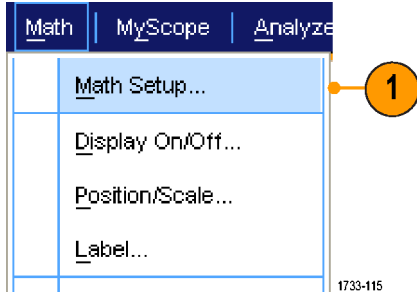 Math | MyScope | Analyze
Math Setup...
1
Display On/Off...
Position/Scale...
Label...
1733-115